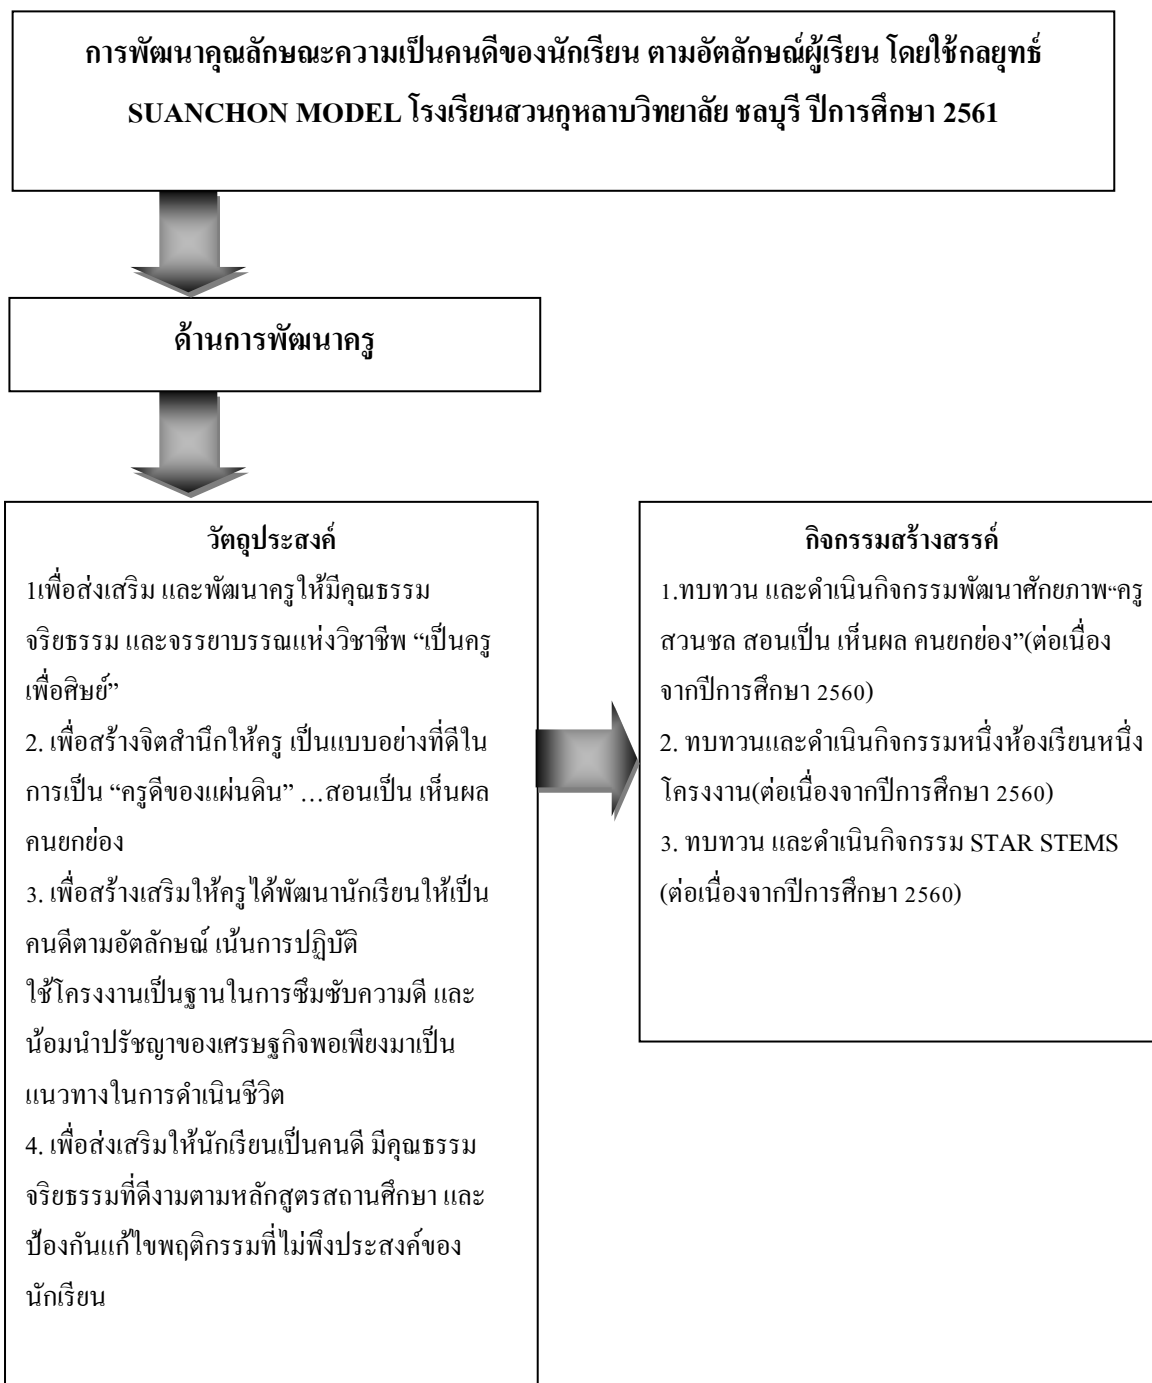 การพัฒนาคุณลักษณะความเป็นคนดีของนักเรียน ตามอัตลักษณ์ผู้เรียน โดยใช้กลยุทธ์
SUANCHON MODEL โรงเรียนสวนกุหลาบวิทยาลัย ชลบุรี ปีการศึกษา 2561
ด้านการพัฒนาครู
วัตถุประสงค์
1เพื่อส่งเสริม และพัฒนาครูให้มีคุณธรรม
จริยธรรม และจรรยาบรรณแห่งวิชาชีพ “เป็นครู
เพื่อศิษย์”
2. เพื่อสร้างจิตสำนึกให้ครู เป็นแบบอย่างที่ดีใน
การเป็น “ครูดีของแผ่นดิน” …สอนเป็น เห็นผล
คนยกย่อง
3. เพื่อสร้างเสริมให้ครูได้พัฒนานักเรียนให้เป็น
คนดีตามอัตลักษณ์ เน้นการปฏิบัติ
ใช้โครงงานเป็นฐานในการซึมซับความดี และ
น้อมนำปรัชญาของเศรษฐกิจพอเพียงมาเป็น
แนวทางในการดำเนินชีวิต
4. เพื่อส่งเสริมให้นักเรียนเป็นคนดี มีคุณธรรม
จริยธรรมที่ดีงามตามหลักสูตรสถานศึกษา และ
ป้องกันแก้ไขพฤติกรรมที่ไม่พึงประสงค์ของ
นักเรียน
กิจกรรมสร้างสรรค์
1.ทบทวน และดำเนินกิจกรรมพัฒนาศักยภาพ“ครู
สวนชล สอนเป็น เห็นผล คนยกย่อง”(ต่อเนื่อง
จากปีการศึกษา 2560)
2. ทบทวนและดำเนินกิจกรรมหนึ่งห้องเรียนหนึ่ง
โครงงาน(ต่อเนื่องจากปีการศึกษา 2560)
3. ทบทวน และดำเนินกิจกรรม STAR STEMS
(ต่อเนื่องจากปีการศึกษา 2560)